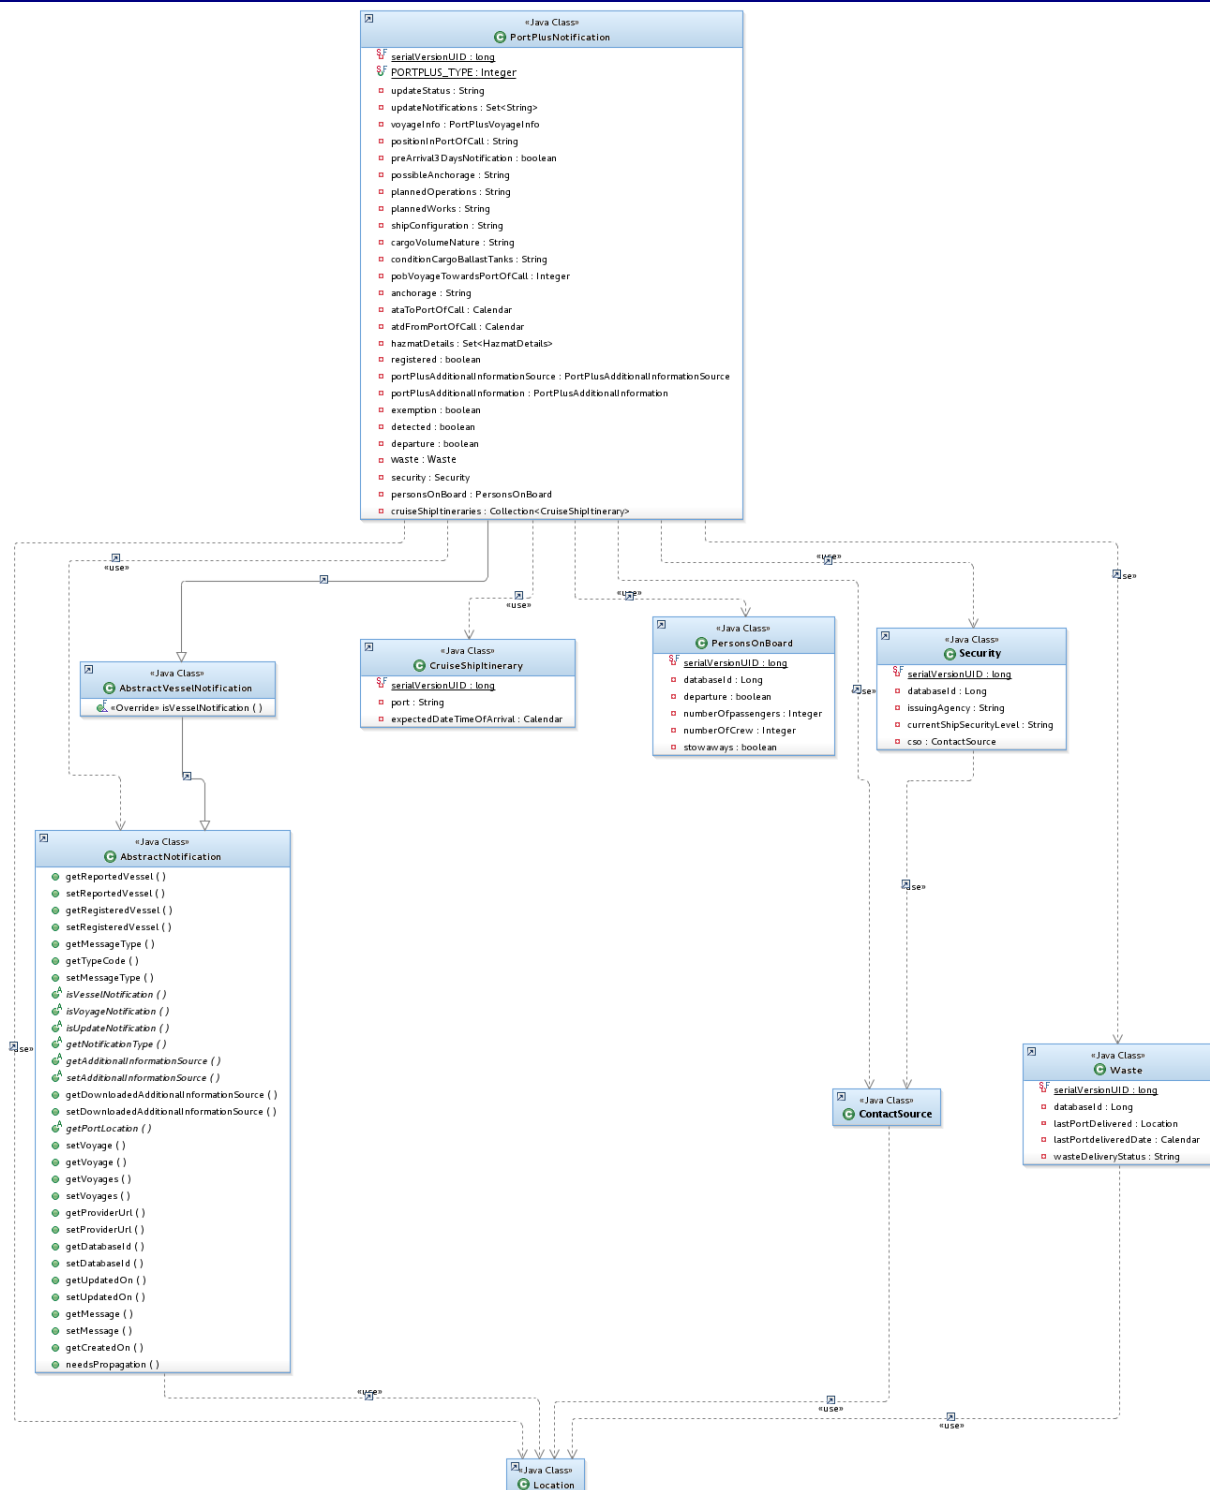 «Java Class»
PortPlusNotification
serialVersionUID : long
PORTPLUS_TYPE : Integer
updateStatus : String
updateNotifications : Set<String>
voyageInfo : PortPlusVoyageInfo
positionInPortOfCall : String
preArrival3DaysNotification : boolean
possibleAnchorage : String
plannedOperations : String
plannedWorks : String
shipConfiguration : String
cargoVolumeNature : String
conditionCargoBallastTanks : String
pobVoyageTowardsPortOfCall : Integer
anchorage : String
ataToPortOfCall : Calendar
atdFromPortOfCall : Calendar
hazmatDetails : Set<HazmatDetails>
registered : boolean
portPlusAdditionalInformationSource : PortPlusAdditionalInformationSource
portPlusAdditionalInformation : PortPlusAdditionalInformation
exemption : boolean
detected : boolean
departure : boolean
waste : Waste
security : Security
personsOnBoard : PersonsOnBoard
cruiseShipItineraries : Collection<CruiseShipItinerary>
«use»
«use»
«use»
«use»
«use»
«use»
«Java Class»
AbstractVesselNotification
«Override» isVesselNotification ( )
«Java Class»
CruiseShipItinerary
serialVersionUID : long
port : String
expectedDateTimeOfArrival : Calendar
«Java Class»
PersonsOnBoard
serialVersionUID : long
databaseId : Long
departure : boolean
numberOfpassengers : Integer
numberOfCrew : Integer
stowaways : boolean
«Java Class»
Security
serialVersionUID : long
databaseId : Long
issuingAgency : String
currentShipSecurityLevel : String
cso : ContactSource
«use»
«Java Class»
AbstractNotification
getReportedVessel ( )
setReportedVessel ( )
getRegisteredVessel ( )
setRegisteredVessel ( )
getMessageType ( )
getTypeCode ( )
setMessageType ( )
isVesselNotification ( )
isVoyageNotification ( )
isUpdateNotification ( )
getNotificationType ( )
getAdditionalInformationSource ( )
setAdditionalInformationSource ( )
getDownloadedAdditionalInformationSource ( )
setDownloadedAdditionalInformationSource ( )
getPortLocation ( )
setVoyage ( )
getVoyage ( )
getVoyages ( )
setVoyages ( )
getProviderUrl ( )
setProviderUrl ( )
getDatabaseId ( )
setDatabaseId ( )
getUpdatedOn ( )
setUpdatedOn ( )
getMessage ( )
setMessage ( )
getCreatedOn ( )
needsPropagation ( )
«use»
«Java Class»
ContactSource
«Java Class»
Waste
serialVersionUID : long
databaseId : Long
lastPortDelivered : Location
lastPortdeliveredDate : Calendar
wasteDeliveryStatus : String
«use»
«use»
«use»
«Java Class»
Location